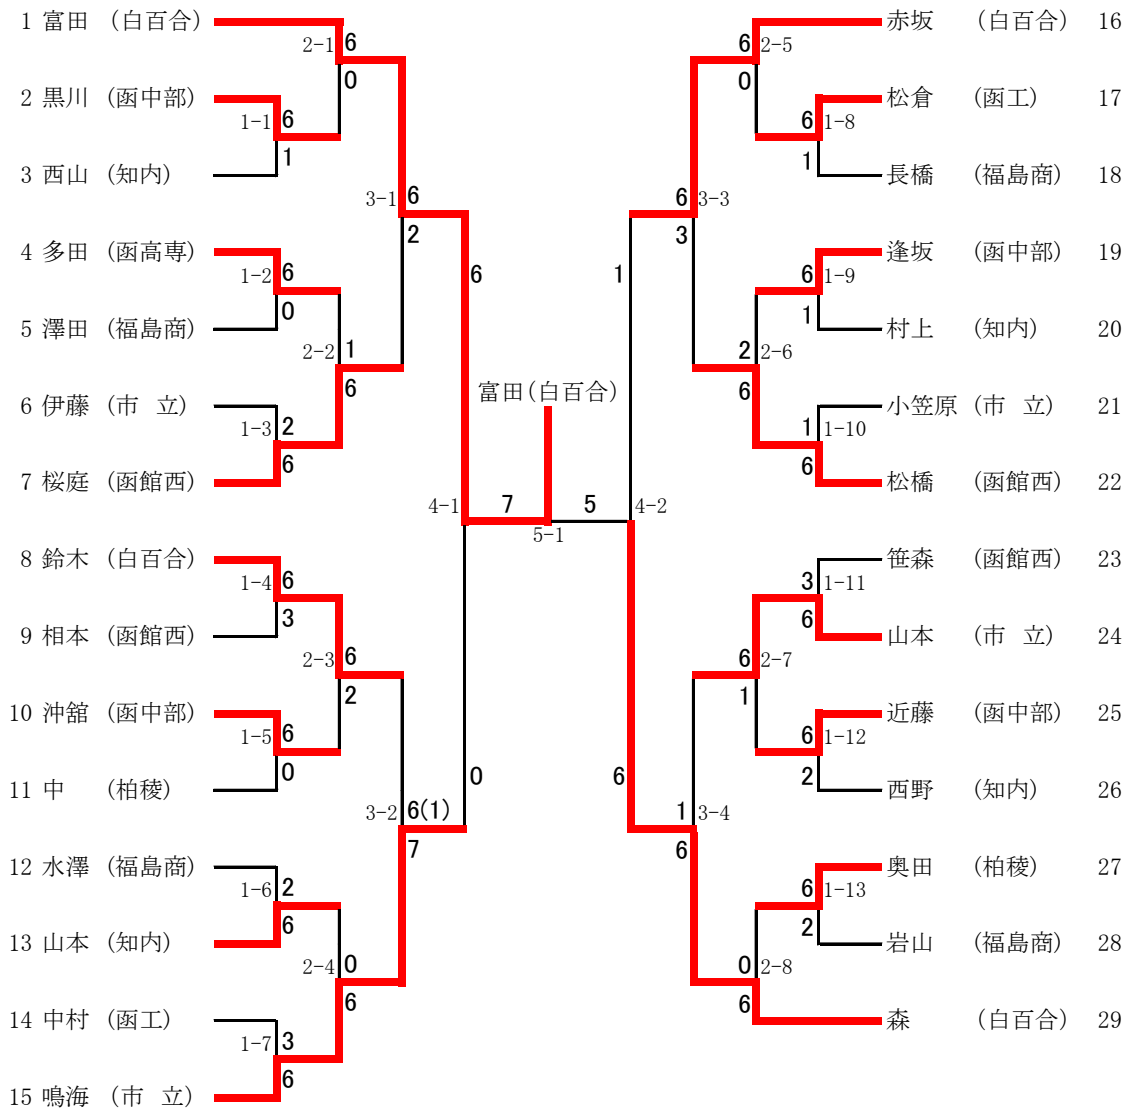 1 富田 (白百合)
2-1 6
0
2 黒川 (函中部)
1-1 6
1
3 西山 (知内)
3-1 6
2
4 多田 (函高専)
1-2 6
0
5 澤田 (福島商)
2-2 1
6
6 伊藤 (市 立)
1-3 2
6
7 桜庭 (函館西)
6
4-1
8 鈴木 (白百合)
1-4 6
3
9 相本 (函館西)
2-3 6
2
10 沖舘 (函中部)
1-5 6
0
11 中 (柏稜)
0
3-2 6(1)
7
12 水澤 (福島商)
1-6 2
6
13 山本 (知内)
2-4 0
6
14 中村 (函工)
1-7 3
6
15 鳴海 (市 立)
富田(白百合)
7 5
5-1
赤坂 (白百合) 16
6 2-5
0
松倉 (函工) 17
6 1-8
1
長橋 (福島商) 18
6 3-3
3
逢坂 (函中部) 19
6 1-9
1
村上 (知内) 20
2 2-6
6
小笠原 (市 立) 21
1 1-10
6
松橋 (函館西) 22
1
4-2
笹森 (函館西) 23
3 1-11
6
山本 (市 立) 24
6 2-7
1
近藤 (函中部) 25
6 1-12
2
西野 (知内) 26
6
1 3-4
6
奥田 (柏稜) 27
6 1-13
2
岩山 (福島商) 28
0 2-8
6
森 (白百合) 29